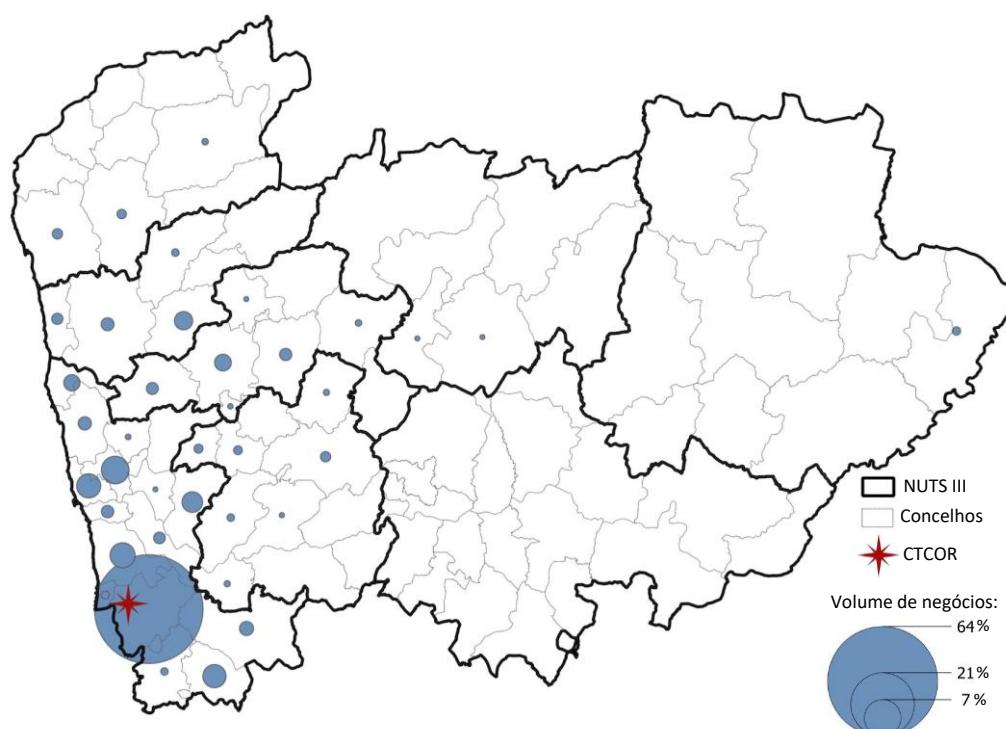 NUTS III
Concelhos
CTCOR
Volume de negócios:
64%
21%
7%